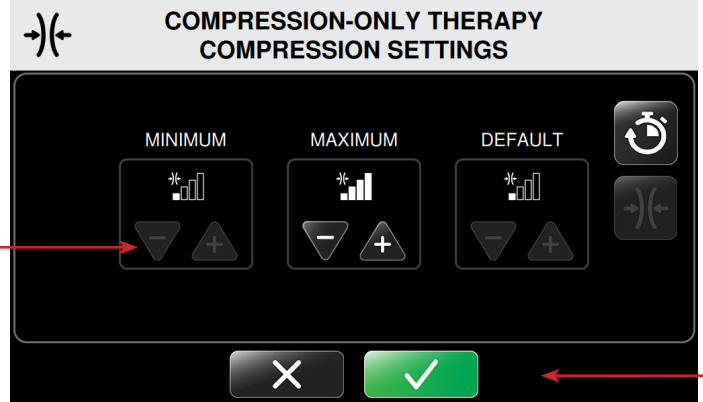 COMPRESSION-ONLY THERAPY
COMPRESSION SETTINGS
MINIMUM MAXIMUM DEFAULT